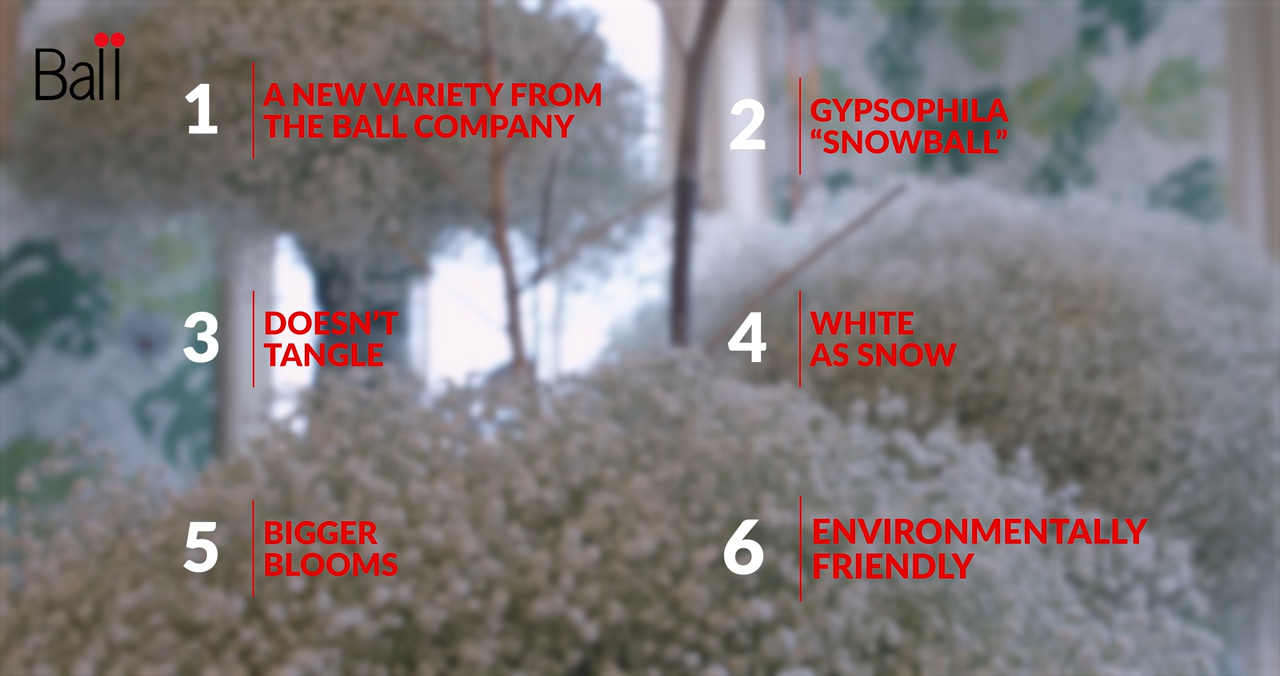 Ball
1
A NEW VARIETY FROM
THE BALL COMPANY
2
GYPSOPHILA
“SNOWBALL”
3
DOESN'T
TANGLE
4
WHITE
AS SNOW
5
BIGGER
BLOOMS
6
ENVIRONMENTALLY
FRIENDLY